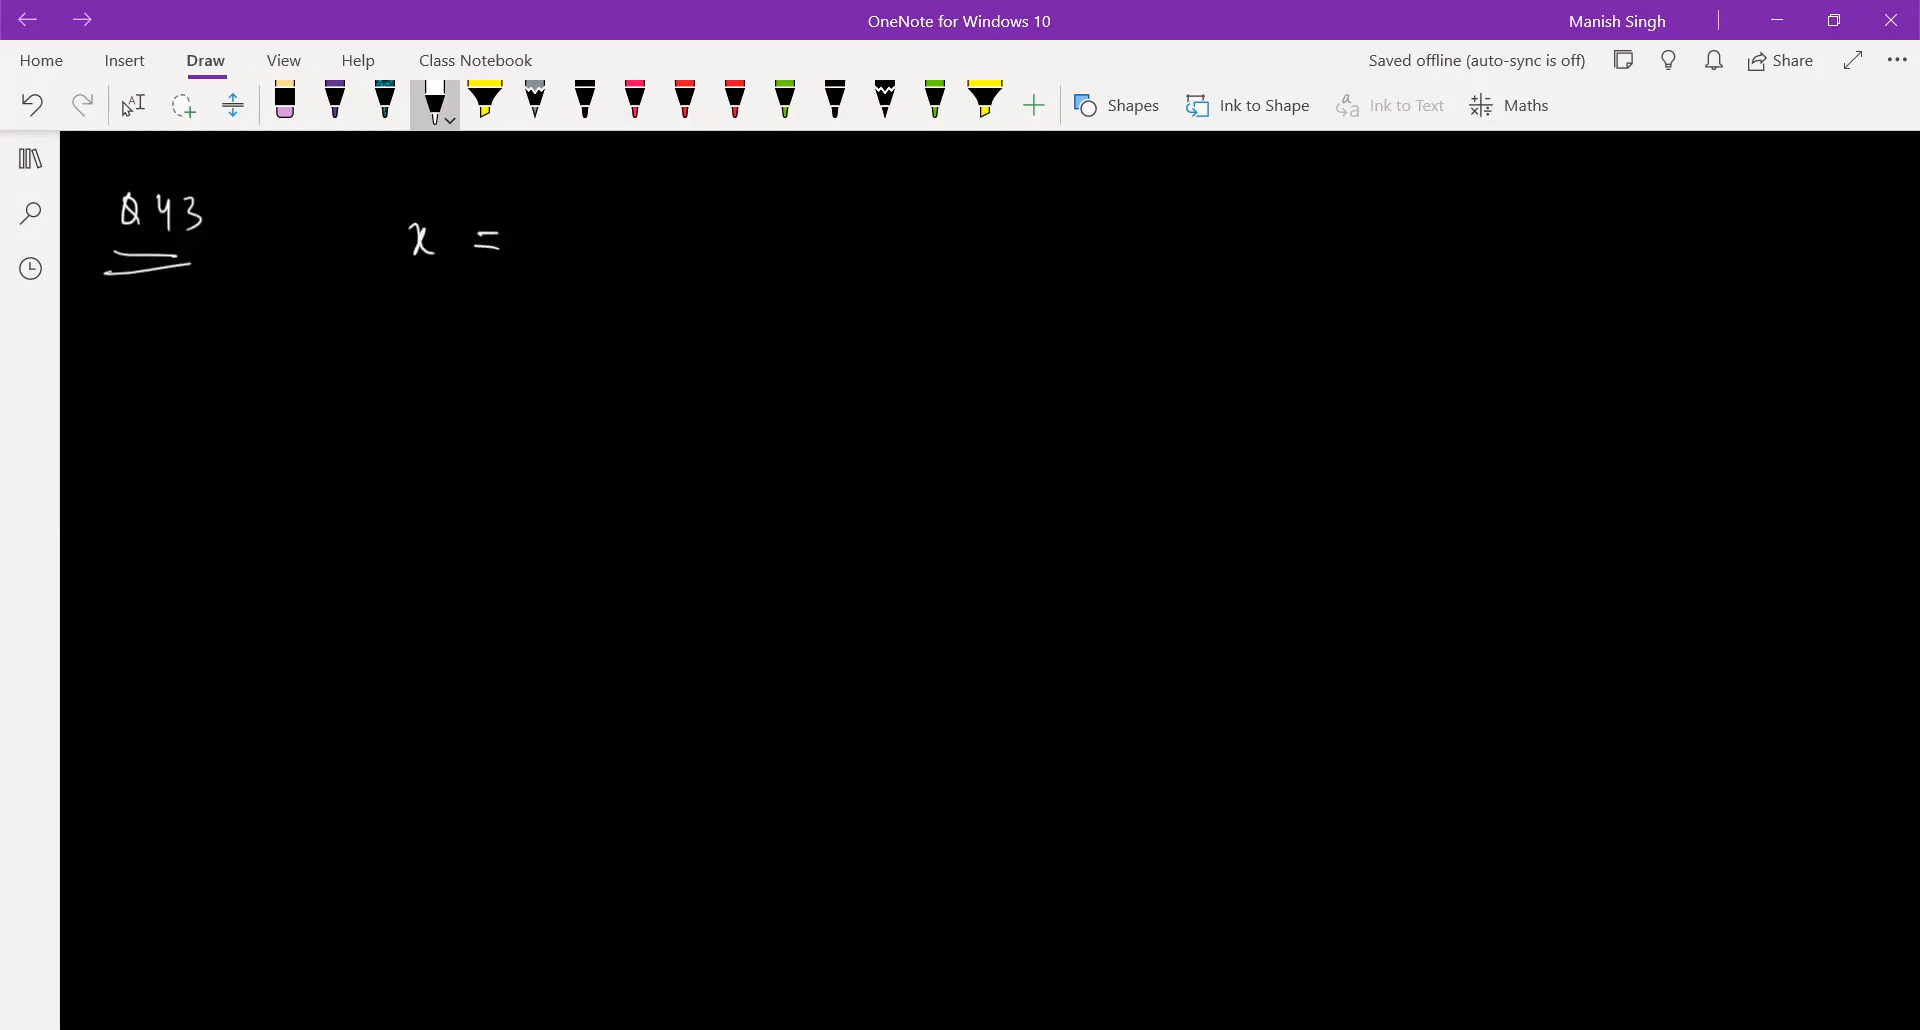 OneNote for Windows 10
Manish Singh
Home Insert Draw View Help Class Notebook
Saved offline (auto-sync is off)
Share
Shapes
Ink to Shape
Ink to Text
Maths
Q43
x =